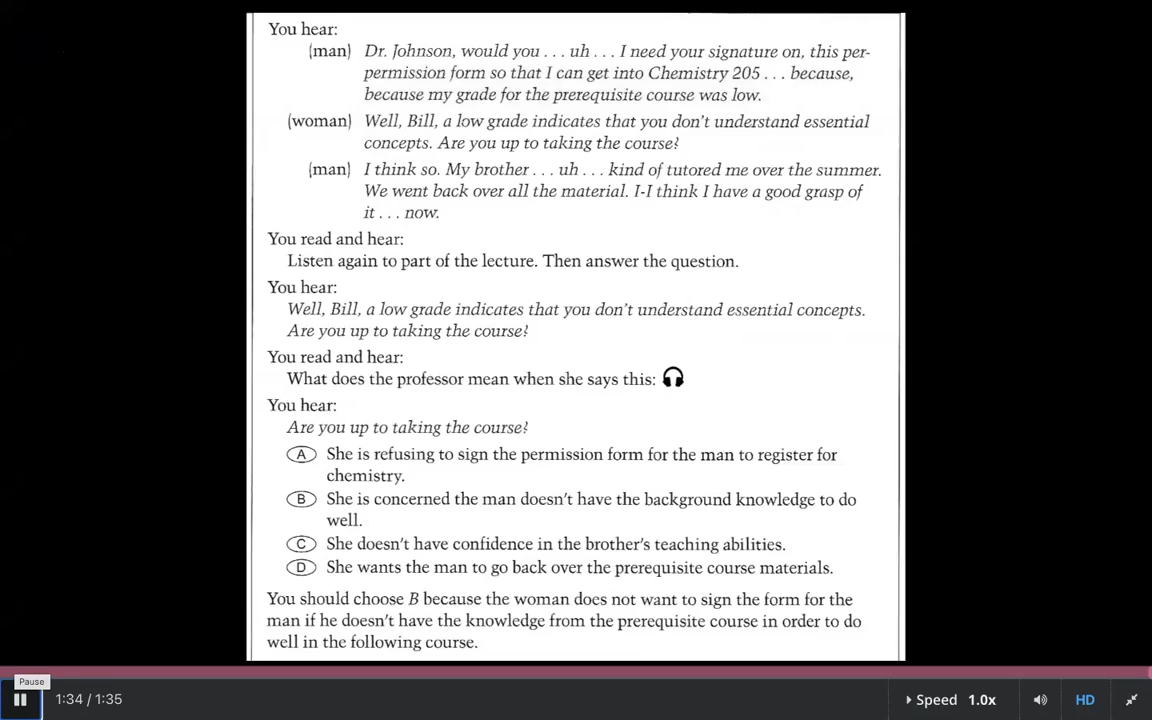 You hear:
(man) Dr. Johnson, would you . . . uh . . . I need your signature on, this per-
permission form so that I can get into Chemistry 205 . . . because,
because my grade for the prerequisite course was low.
(woman) Well, Bill, a low grade indicates that you don't understand essential
concepts. Are you up to taking the course?
(man) I think so. My brother . . . uh . . . kind of tutored me over the summer.
We went back over all the material. I-I think I have a good grasp of
it . . . now.
You read and hear:
Listen again to part of the lecture. Then answer the question.
You hear:
Well, Bill, a low grade indicates that you don't understand essential concepts.
Are you up to taking the course?
You read and hear:
What does the professor mean when she says this:
You hear:
Are you up to taking the course?
A She is refusing to sign the permission form for the man to register for
chemistry.
B She is concerned the man doesn't have the background knowledge to do
well.
C She doesn't have confidence in the brother's teaching abilities.
D She wants the man to go back over the prerequisite course materials.
You should choose B because the woman does not want to sign the form for the
man if he doesn't have the knowledge from the prerequisite course in order to do
well in the following course.
Pause
1:34 / 1:35
Speed 1.0x
HD